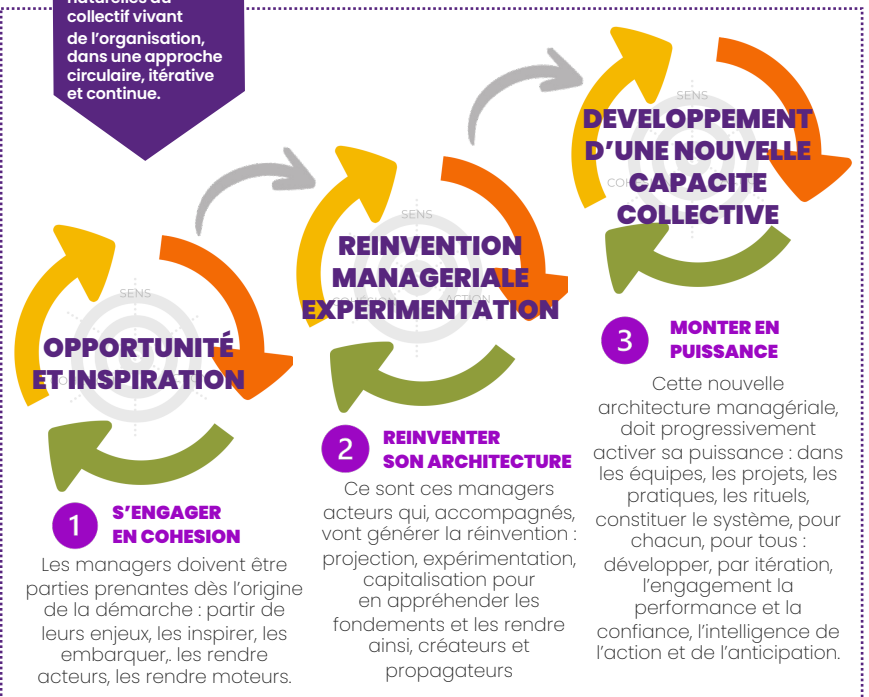 naturelles du
collectif vivant
de l'organisation,
dans une approche
circulaire, itérative
et continue.
SENS
OPPORTUNITÉ
ET INSPIRATION
1
S'ENGAGER
EN COHESION
Les managers doivent être
parties prenantes dès l'origine
de la démarche : partir de
leurs enjeux, les inspirer, les
embarquer,. les rendre
acteurs, les rendre moteurs.
SENS
COHESION
ACTION
REINVENTION
MANAGERIALE
EXPERIMENTATION
2
REINVENTER
SON ARCHITECTURE
Ce sont ces managers
acteurs qui, accompagnés,
vont générer la réinvention :
projection, expérimentation,
capitalisation pour
en appréhender les
fondements et les rendre
ainsi, créateurs et
propagateurs
SENS
DEVELOPPEMENT
D'UNE NOUVELLE
CAPACITE
COLLECTIVE
3
MONTER EN
PUISSANCE
Cette nouvelle
architecture managériale,
doit progressivement
activer sa puissance : dans
les équipes, les projets, les
pratiques, les rituels,
constituer le système, pour
chacun, pour tous :
développer, par itération,
l'engagement la
performance et la
confiance, l'intelligence de
l'action et de l'anticipation.